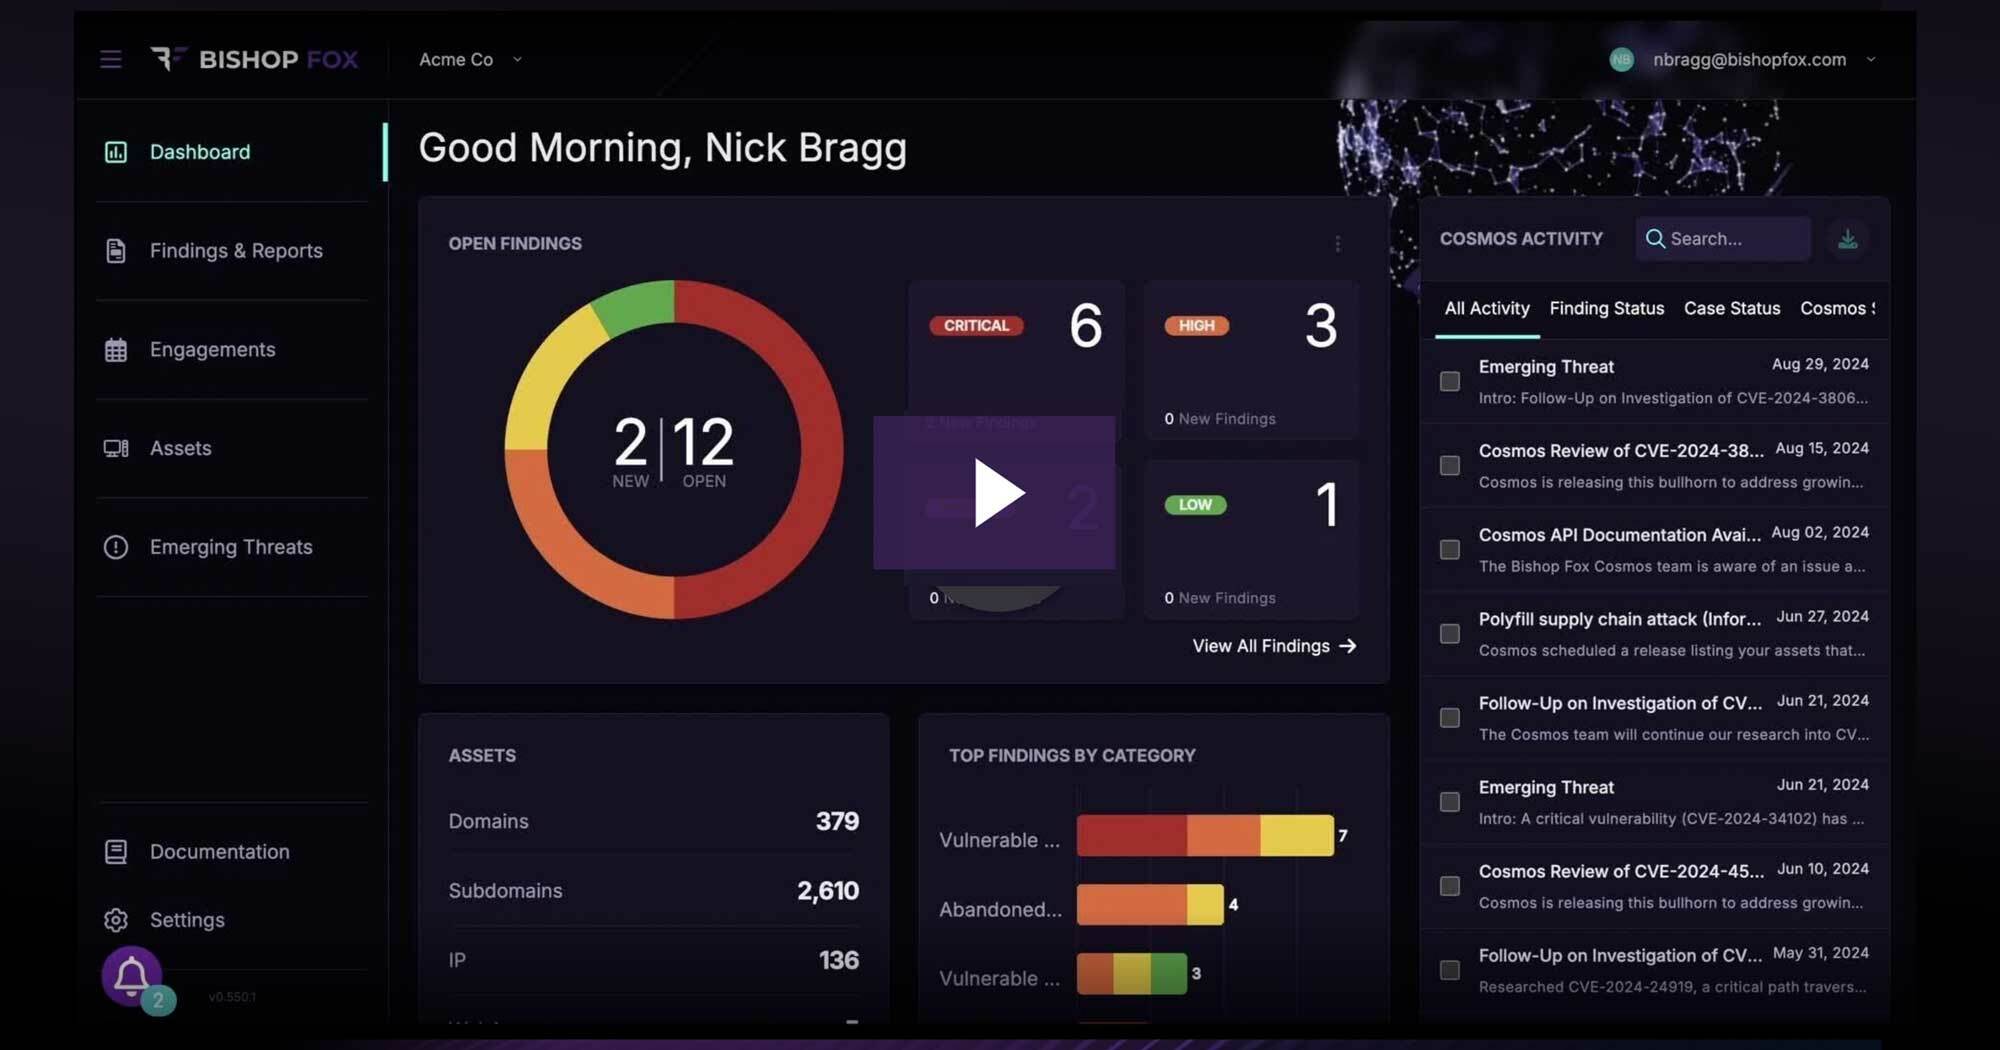 BISHOP FOX
Acme Co
NB nbragg@bishopfox.com
Dashboard
Findings & Reports
Engagements
Assets
Emerging Threats
Documentation
Settings
2
v0.550.1
Good Morning, Nick Bragg
OPEN FINDINGS
2 | 12
NEW OPEN
CRITICAL 6
2 New Findings
HIGH 3
0 New Findings
2
0
LOW 1
0 New Findings
View All Findings →
ASSETS
Domains 379
Subdomains 2,610
IP 136
TOP FINDINGS BY CATEGORY
Vulnerable ... 7
Abandoned... 4
Vulnerable ... 3
COSMOS ACTIVITY
Search...
All Activity Finding Status Case Status Cosmos
Emerging Threat Aug 29, 2024
Intro: Follow-Up on Investigation of CVE-2024-3806...
Cosmos Review of CVE-2024-38... Aug 15, 2024
Cosmos is releasing this bullhorn to address growin...
Cosmos API Documentation Avai... Aug 02, 2024
The Bishop Fox Cosmos team is aware of an issue a...
Polyfill supply chain attack (Infor... Jun 27, 2024
Cosmos scheduled a release listing your assets that...
Follow-Up on Investigation of CV... Jun 21, 2024
The Cosmos team will continue our research into CV...
Emerging Threat Jun 21, 2024
Intro: A critical vulnerability (CVE-2024-34102) has ...
Cosmos Review of CVE-2024-45... Jun 10, 2024
Cosmos is releasing this bullhorn to address growin...
Follow-Up on Investigation of CV... May 31, 2024
Researched CVE-2024-24919, a critical path travers...